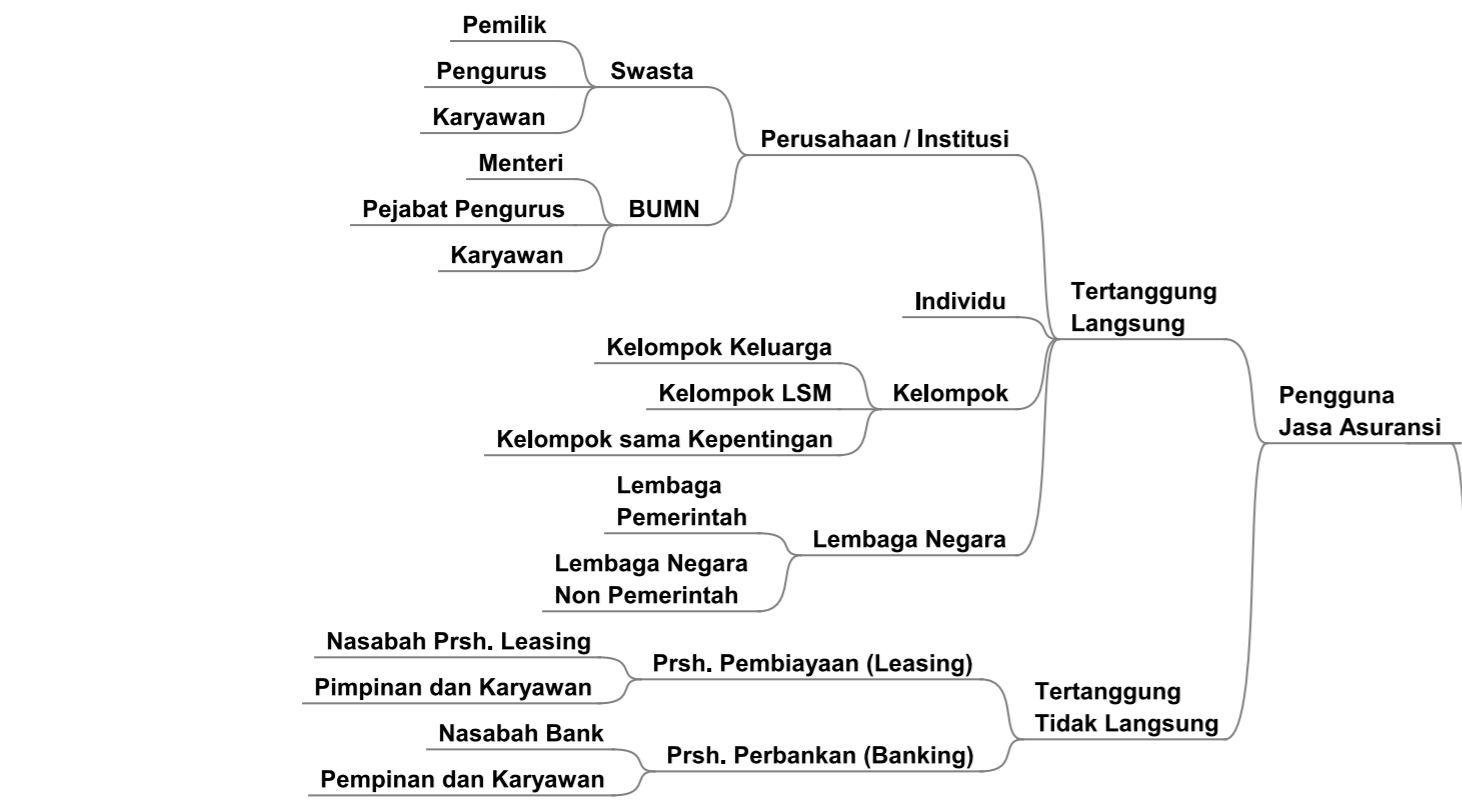 Pemilik
Pengurus
Swasta
Karyawan
Perusahaan / Institusi
Menteri
Pejabat Pengurus
BUMN
Karyawan
Individu
Tertanggung
Langsung
Kelompok Keluarga
Kelompok LSM
Kelompok
Kelompok sama Kepentingan
Pengguna
Jasa Asuransi
Lembaga
Pemerintah
Lembaga Negara
Lembaga Negara
Non Pemerintah
Nasabah Prsh. Leasing
Prsh. Pembiayaan (Leasing)
Pimpinan dan Karyawan
Tertanggung
Tidak Langsung
Nasabah Bank
Prsh. Perbankan (Banking)
Pempinan dan Karyawan